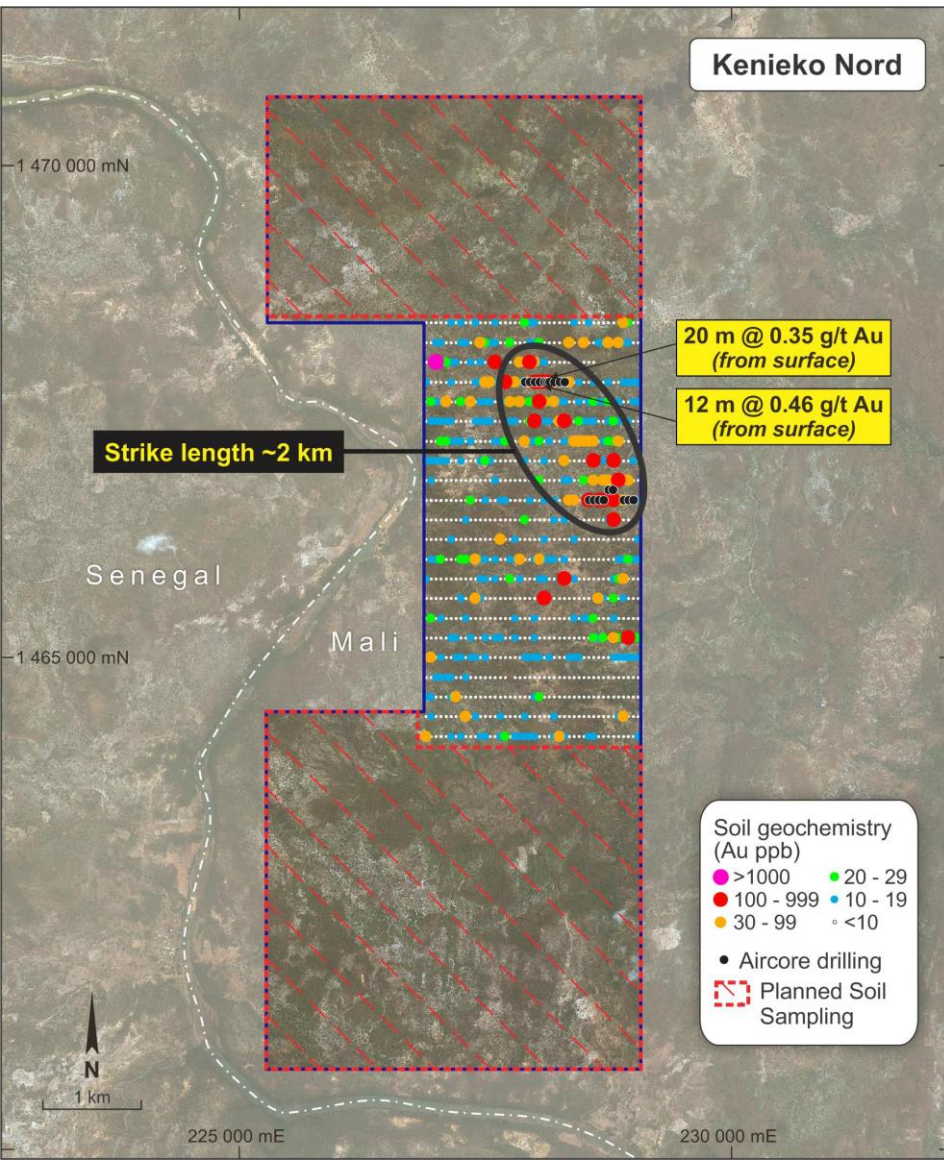 Kenieko Nord
1 470 000 mN
20 m @ 0.35 g/t Au
(from surface)
12 m @ 0.46 g/t Au
(from surface)
Strike length ~2 km
Senegal
Mali
1 465 000 mN
Soil geochemistry
(Au ppb)
>1000
20 - 29
100 - 999
10 - 19
30 - 99
<10
Aircore drilling
Planned Soil
Sampling
N
1 km
225 000 mE
230 000 mE